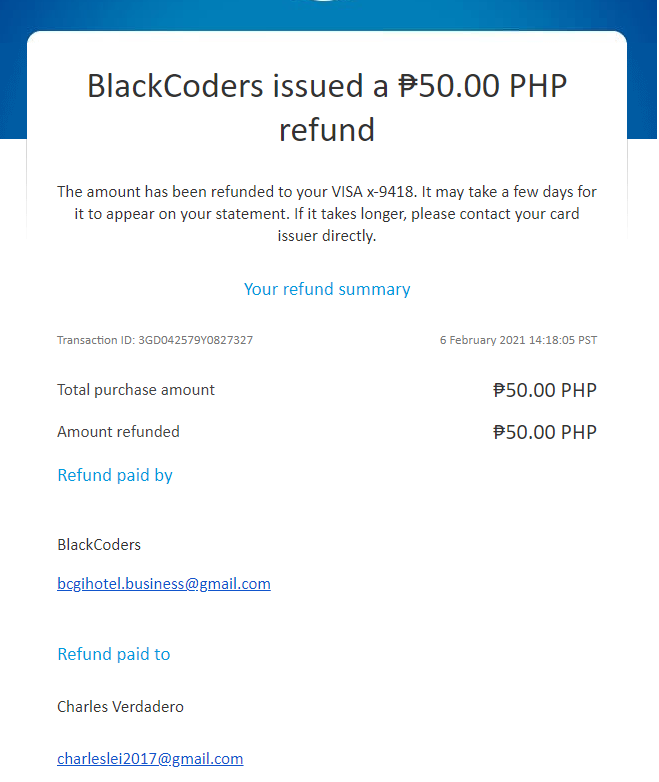 BlackCoders issued a ₱50.00 PHP
refund
The amount has been refunded to your VISA x-9418. It may take a few days for
it to appear on your statement. If it takes longer, please contact your card
issuer directly.
Your refund summary
Transaction ID: 3GD042579Y0827327 6 February 2021 14:18:05 PST
Total purchase amount ₱50.00 PHP
Amount refunded ₱50.00 PHP
Refund paid by
BlackCoders
bcgihotel.business@gmail.com
Refund paid to
Charles Verdadero
charleslei2017@gmail.com